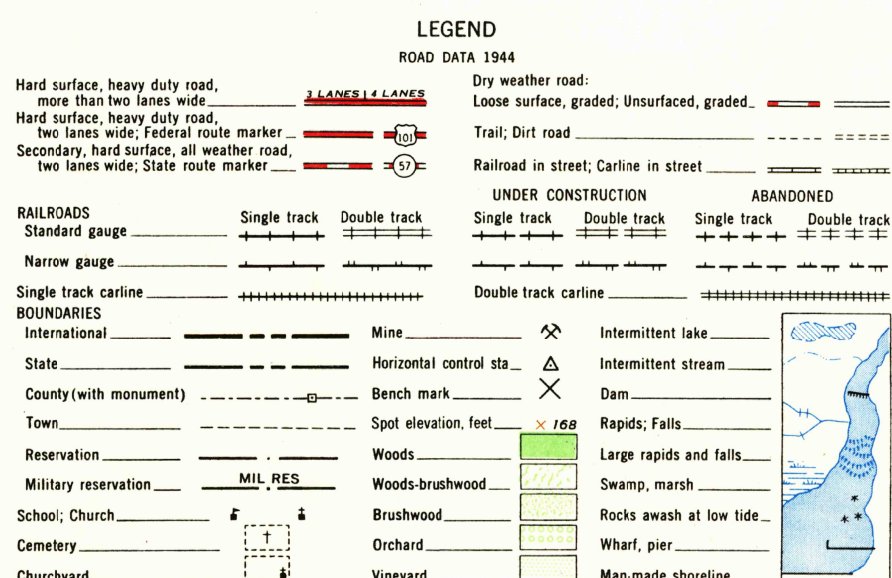 LEGEND
ROAD DATA 1944
Hard surface, heavy duty road,
more than two lanes wide
3 LANES | 4 LANES
Hard surface, heavy duty road,
two lanes wide; Federal route marker
101
Secondary, hard surface, all weather road,
two lanes wide; State route marker
57
Dry weather road:
Loose surface, graded; Unsurfaced, graded
Trail; Dirt road
Railroad in street; Carline in street
UNDER CONSTRUCTION ABANDONED
RAILROADS Single track Double track Single track Double track Single track Double track
Standard gauge
Narrow gauge
Single track carline Double track carline
BOUNDARIES
International
State
County (with monument)
Town
Reservation
Military reservation MIL RES
School; Church
Cemetery
Churchyard
Mine
Horizontal control sta
Bench mark
Spot elevation, feet 168
Woods
Woods-brushwood
Brushwood
Orchard
Vineyard
Intermittent lake
Intermittent stream
Dam
Rapids; Falls
Large rapids and falls
Swamp, marsh
Rocks awash at low tide
Wharf, pier
Man-made shoreline